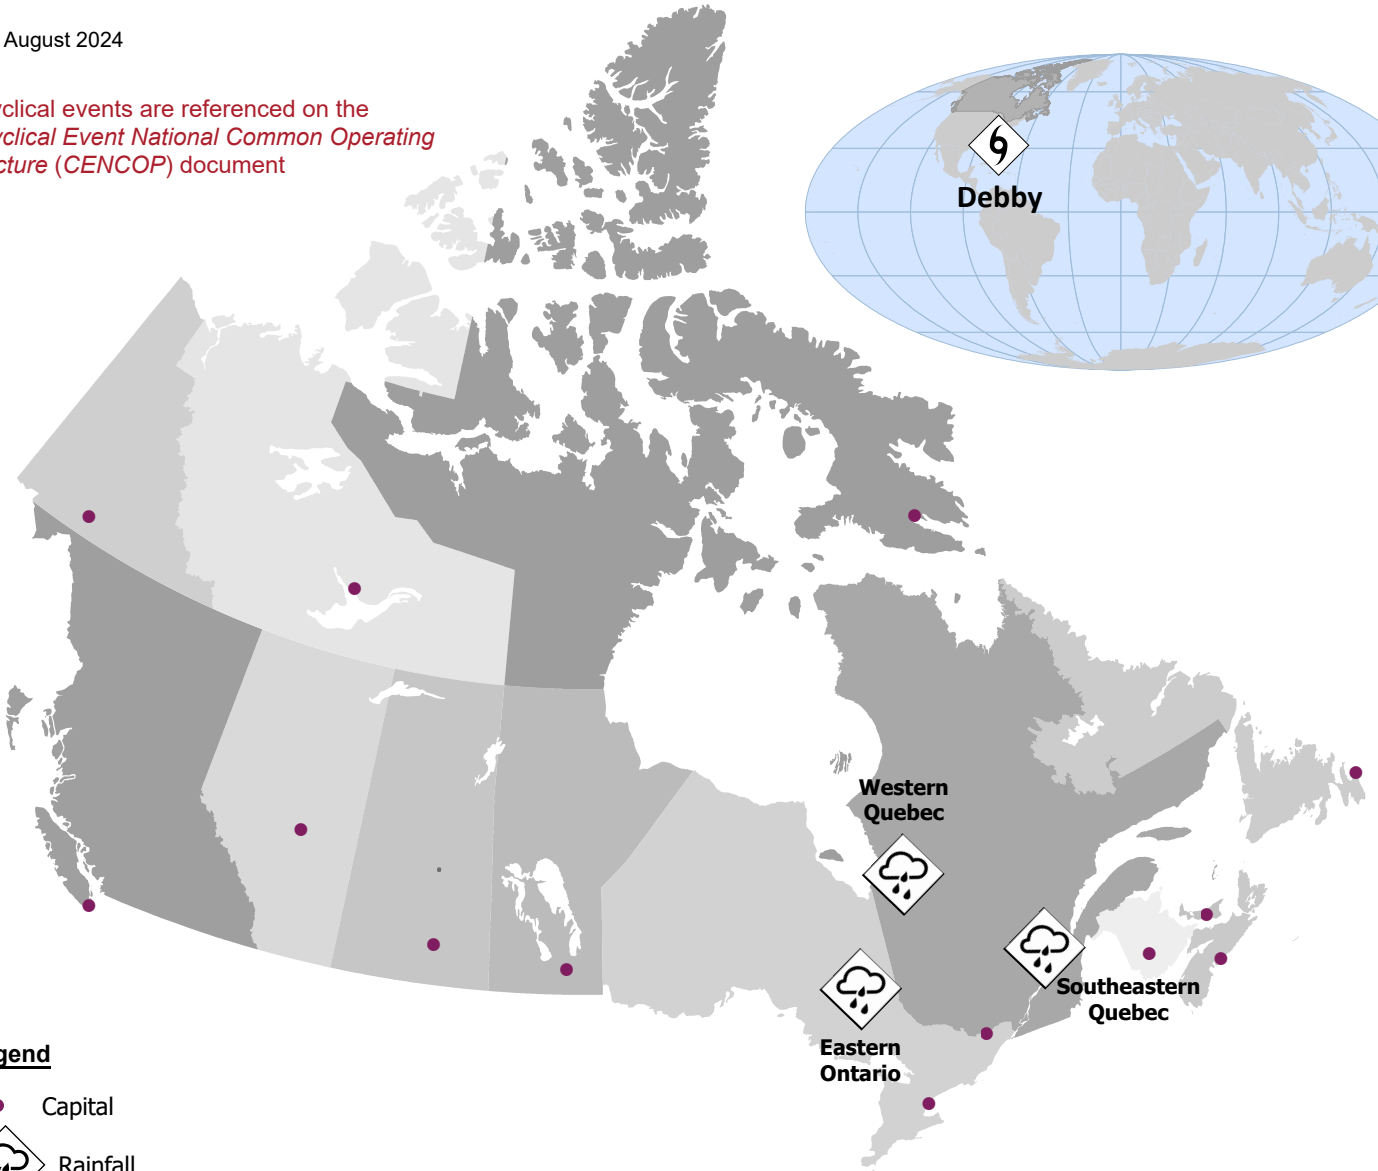 August 2024
yclical events are referenced on the
yclical Event National Common Operating
cture (CENCOP) document
Debby
Western
Quebec
Southeastern
Quebec
Eastern
Ontario
gend
Capital
Rainfall